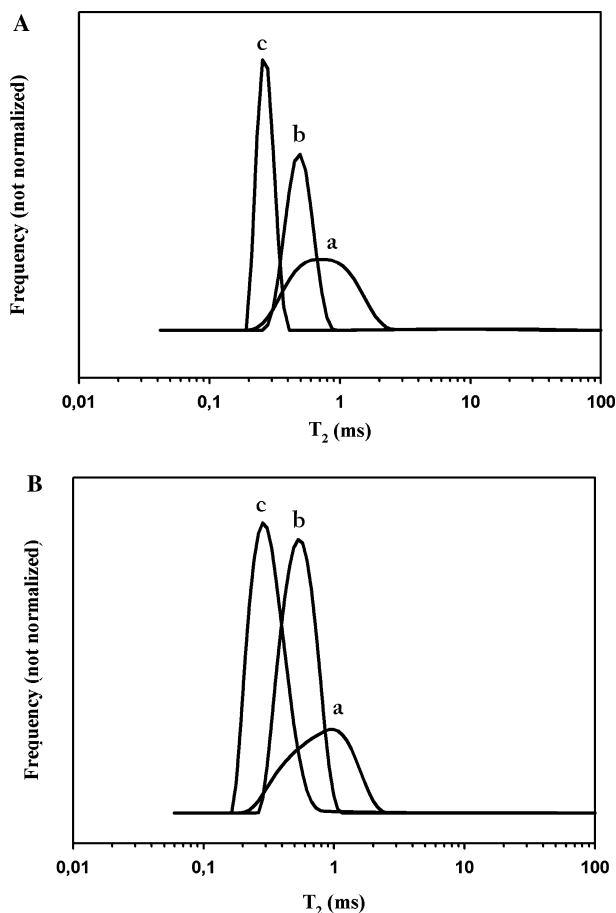 A
c
b
a
Frequency (not normalized)
0,01 0,1 1 10 100
T2 (ms)
B
c
b
a
Frequency (not normalized)
0,01 0,1 1 10 100
T2 (ms)